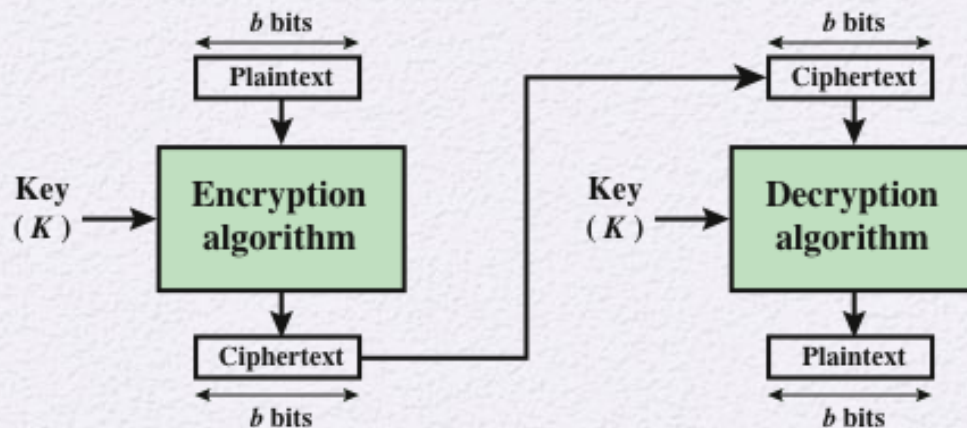 b bits
Plaintext
Key
(K)
Encryption
algorithm
Ciphertext
b bits
b bits
Ciphertext
Key
(K)
Decryption
algorithm
Plaintext
b bits